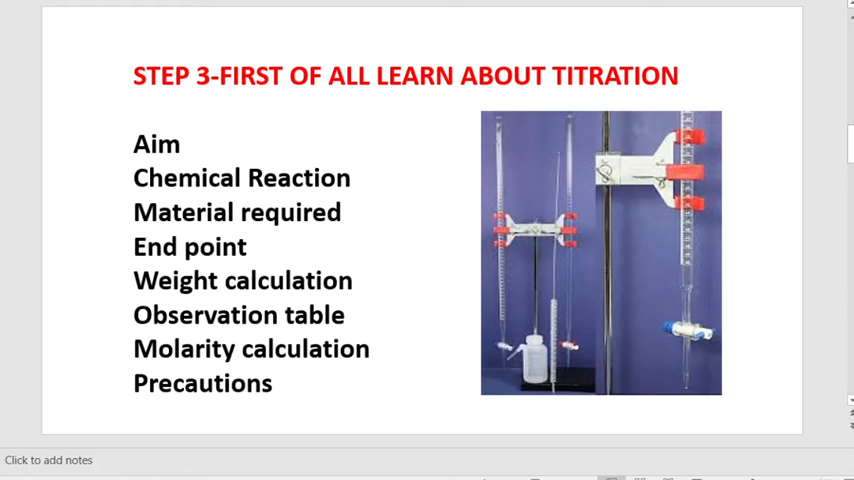 STEP 3-FIRST OF ALL LEARN ABOUT TITRATION
Aim
Chemical Reaction
Material required
End point
Weight calculation
Observation table
Molarity calculation
Precautions
Click to add notes